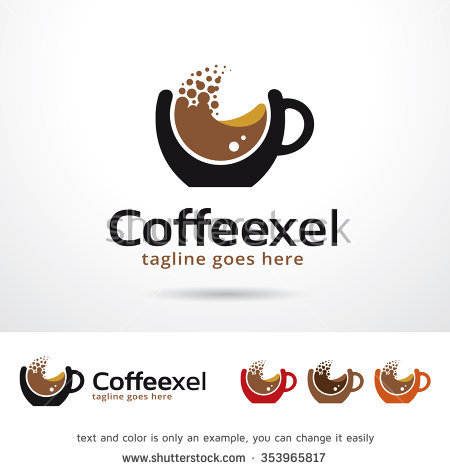 Coffeexel
shutterstock
tagline goes here
Coffeexel
tagline goes here
text and color is only an example, you can change it easily
www.shutterstock.com · 353965817